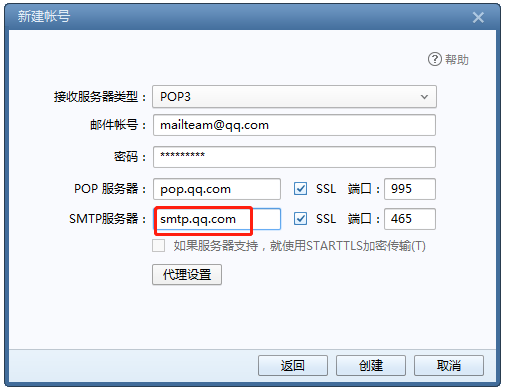 新建帐号
帮助
接收服务器类型： POP3
邮件帐号： mailteam@qq.com
密码： *********
POP 服务器： pop.qq.com SSL 端口： 995
SMTP服务器： smtp.qq.com SSL 端口： 465
如果服务器支持，就使用STARTTLS加密传输(T)
代理设置
返回 创建 取消